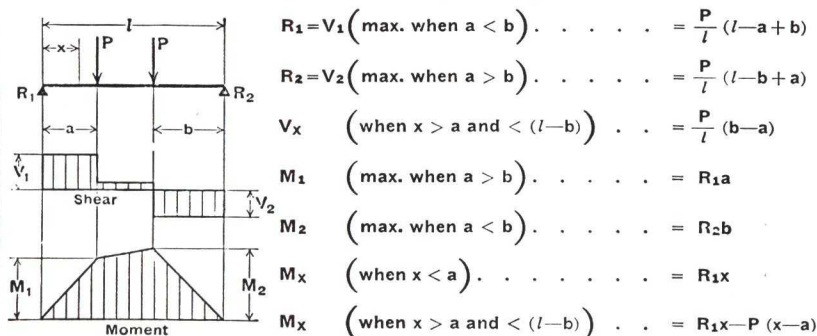 l
x
P P
R₁ R₂
a b
V₁
Shear
V₂
M₁
M₂
Moment
R₁=V₁(max. when a < b) . . . . . = P/l (l—a+b)
R₂=V₂(max. when a > b) . . . . . = P/l (l—b+a)
Vₓ (when x > a and < (l—b)) . . = P/l (b—a)
M₁ (max. when a > b) . . . . . = R₁a
M₂ (max. when a < b) . . . . . = R₂b
Mₓ (when x < a) . . . . . . . = R₁x
Mₓ (when x > a and < (l—b)) . . = R₁x—P (x—a)